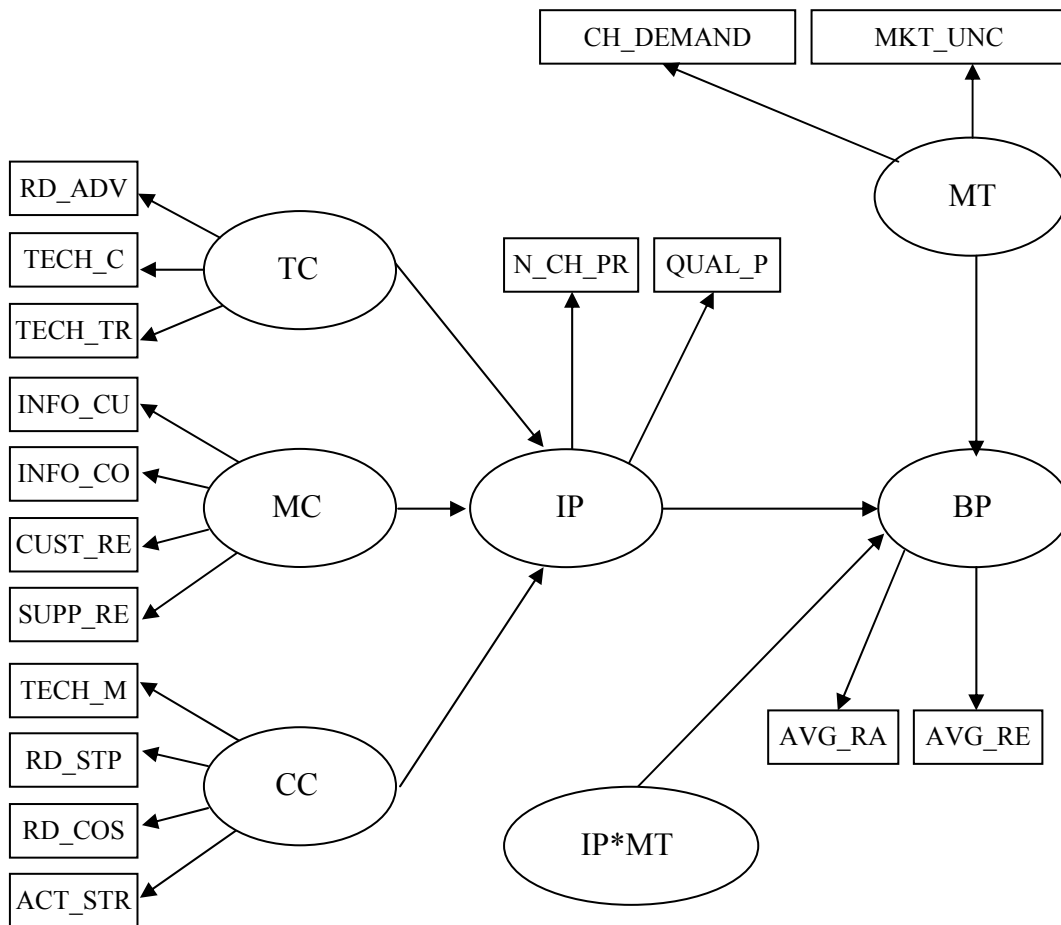 CH_DEMAND
MKT_UNC
RD_ADV
TECH_C
TECH_TR
TC
MT
N_CH_PR
QUAL_P
INFO_CU
INFO_CO
CUST_RE
SUPP_RE
MC
IP
BP
TECH_M
RD_STP
RD_COS
ACT_STR
CC
IP*MT
AVG_RA
AVG_RE